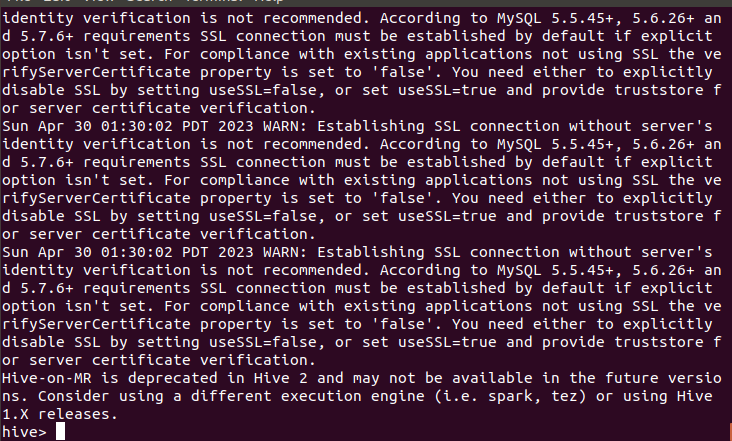 identity verification is not recommended. According to MySQL 5.5.45+, 5.6.26+ an
d 5.7.6+ requirements SSL connection must be established by default if explicit
option isn't set. For compliance with existing applications not using SSL the ve
rifyServerCertificate property is set to 'false'. You need either to explicitly
disable SSL by setting useSSL=false, or set useSSL=true and provide truststore f
or server certificate verification.
Sun Apr 30 01:30:02 PDT 2023 WARN: Establishing SSL connection without server's
identity verification is not recommended. According to MySQL 5.5.45+, 5.6.26+ an
d 5.7.6+ requirements SSL connection must be established by default if explicit
option isn't set. For compliance with existing applications not using SSL the ve
rifyServerCertificate property is set to 'false'. You need either to explicitly
disable SSL by setting useSSL=false, or set useSSL=true and provide truststore f
or server certificate verification.
Sun Apr 30 01:30:02 PDT 2023 WARN: Establishing SSL connection without server's
identity verification is not recommended. According to MySQL 5.5.45+, 5.6.26+ an
d 5.7.6+ requirements SSL connection must be established by default if explicit
option isn't set. For compliance with existing applications not using SSL the ve
rifyServerCertificate property is set to 'false'. You need either to explicitly
disable SSL by setting useSSL=false, or set useSSL=true and provide truststore f
or server certificate verification.
Hive-on-MR is deprecated in Hive 2 and may not be available in the future versio
ns. Consider using a different execution engine (i.e. spark, tez) or using Hive
1.X releases.
hive>